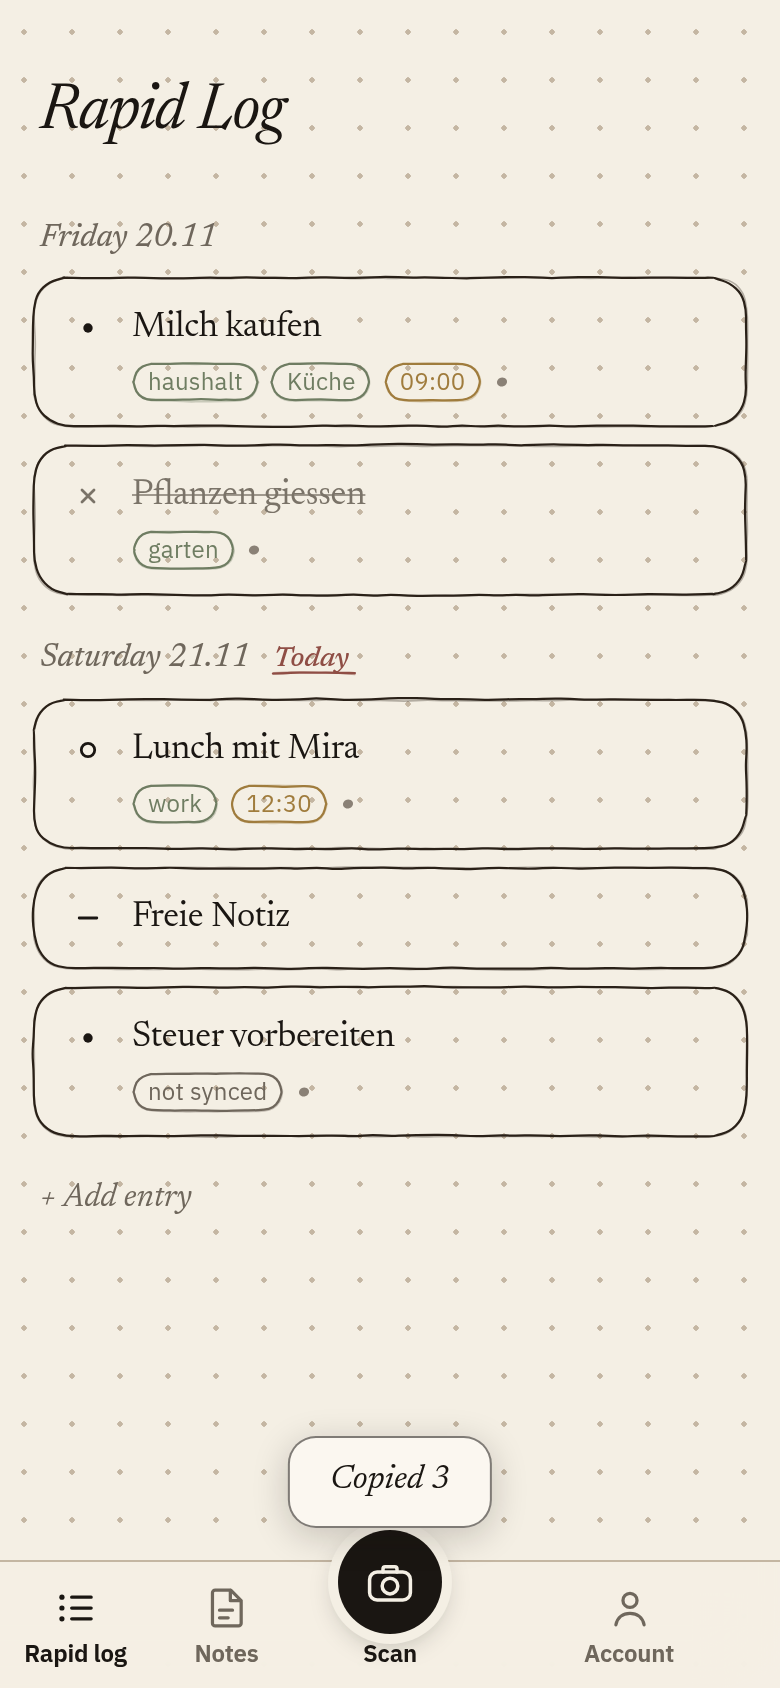 Rapid Log
Friday 20.11
• Milch kaufen
haushalt Küche 09:00 •
× Pflanzen giessen
garten •
Saturday 21.11 Today
○ Lunch mit Mira
work 12:30 •
– Freie Notiz
• Steuer vorbereiten
not synced •
+ Add entry
Copied 3
Rapid log Notes Scan Account